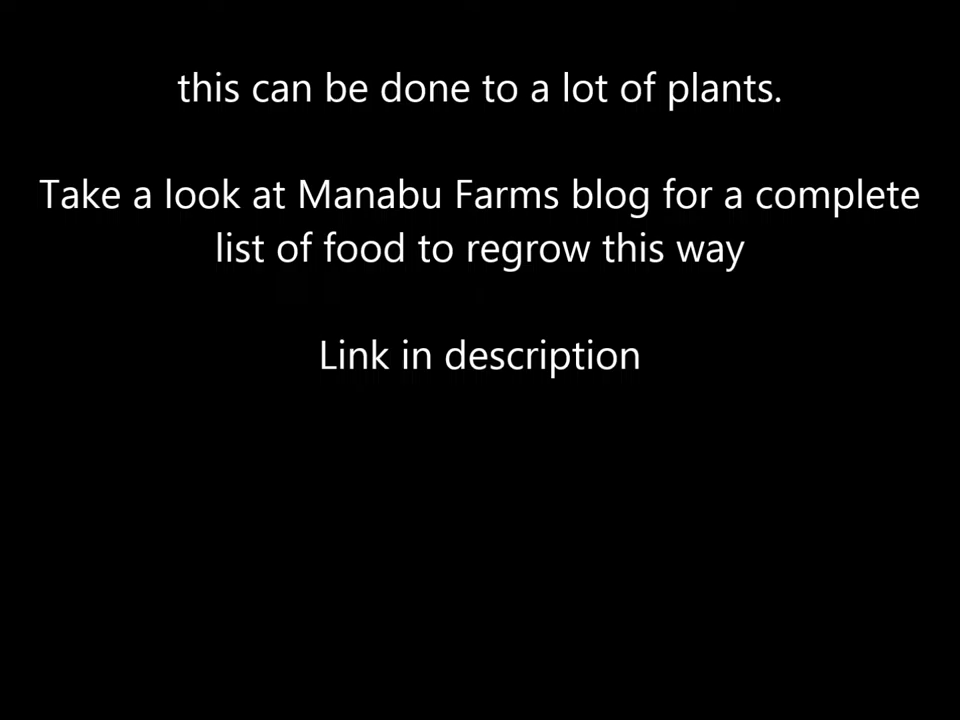 this can be done to a lot of plants.
Take a look at Manabu Farms blog for a complete
list of food to regrow this way
Link in description